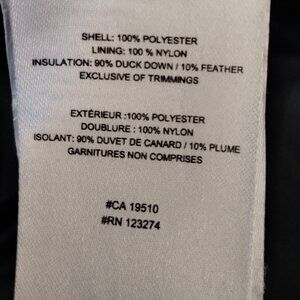 SHELL: 100% POLYESTER
LINING: 100 % NYLON
INSULATION: 90% DUCK DOWN / 10% FEATHER
EXCLUSIVE OF TRIMMINGS
EXTÉRIEUR :100% POLYESTER
DOUBLURE : 100% NYLON
ISOLANT: 90% DUVET DE CANARD / 10% PLUME
GARNITURES NON COMPRISES
#CA 19510
#RN 123274